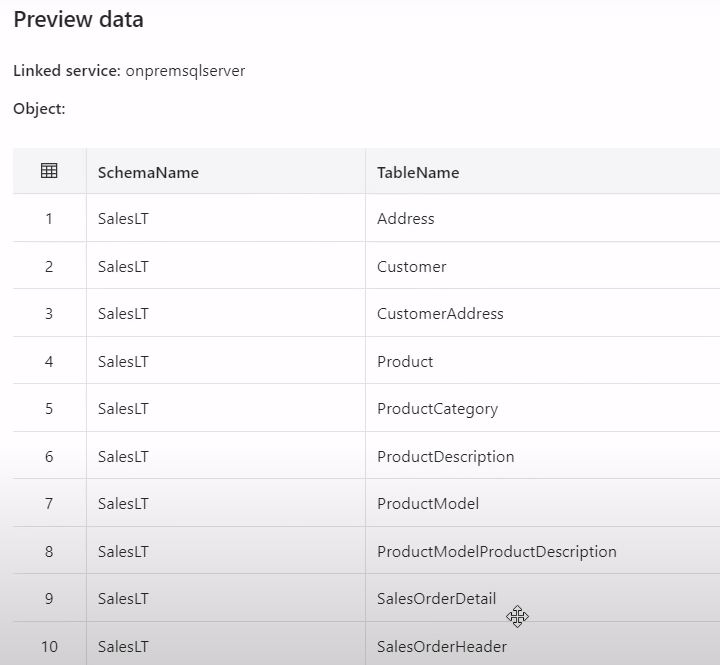 Preview data
Linked service: onpremsqlserver
Object:
SchemaName TableName
1 SalesLT Address
2 SalesLT Customer
3 SalesLT CustomerAddress
4 SalesLT Product
5 SalesLT ProductCategory
6 SalesLT ProductDescription
7 SalesLT ProductModel
8 SalesLT ProductModelProductDescription
9 SalesLT SalesOrderDetail
10 SalesLT SalesOrderHeader